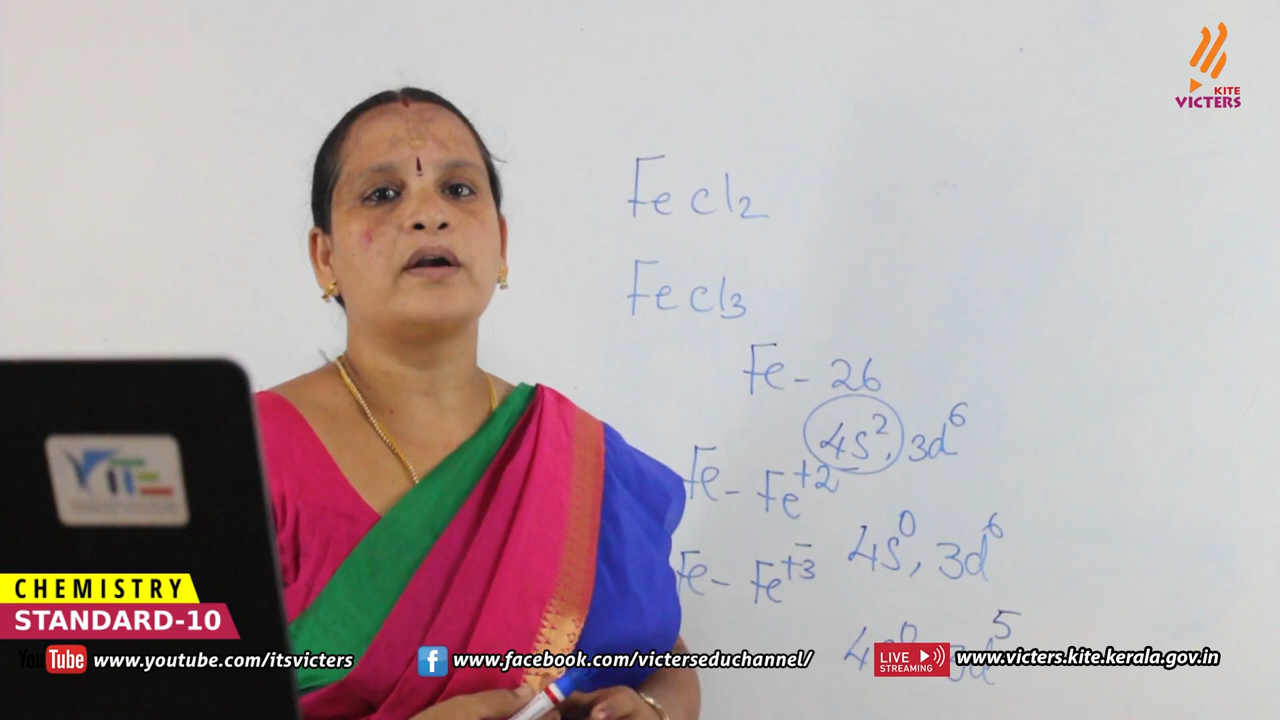 KITE
VICTERS
Fe cl2
Fe cl3
Fe - 26
4s², 3d⁶
Fe - Fe⁺²
4s⁰, 3d⁶
Fe - Fe⁺³
5
CHEMISTRY
STANDARD-10
YouTube www.youtube.com/itsvicters
f www.facebook.com/victerseduchannel/
LIVE STREAMING www.victers.kite.kerala.gov.in